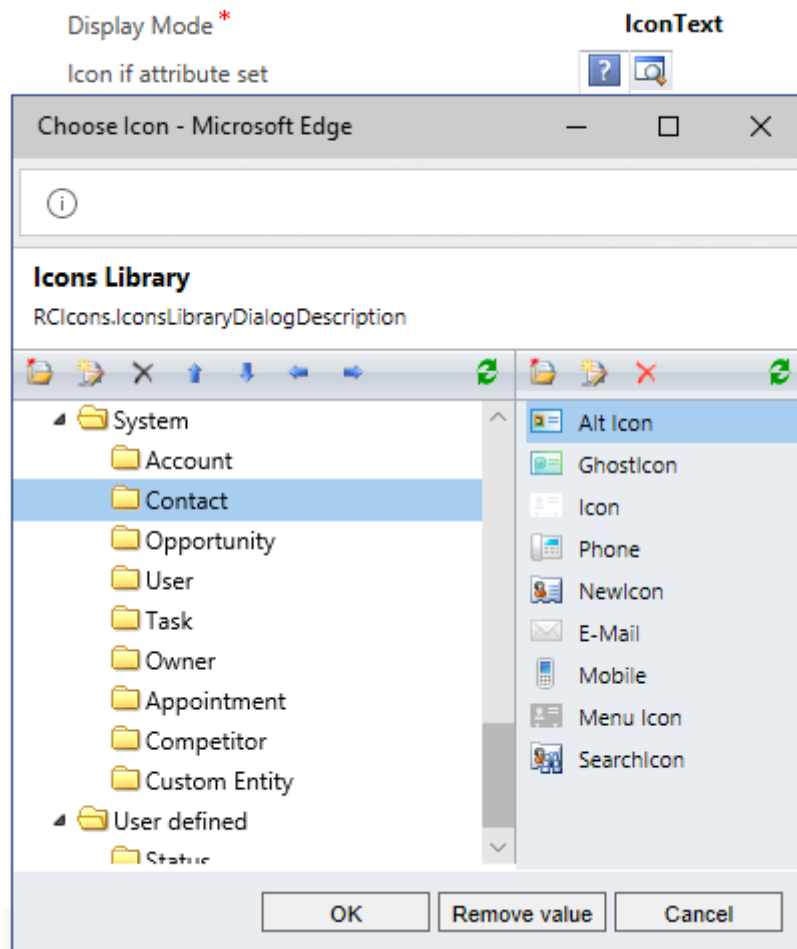 Display Mode *
IconText
Icon if attribute set
Choose Icon - Microsoft Edge
Icons Library
RCIcons.IconsLibraryDialogDescription
System
Account
Contact
Opportunity
User
Task
Owner
Appointment
Competitor
Custom Entity
User defined
Status
Alt Icon
GhostIcon
Icon
Phone
NewIcon
E-Mail
Mobile
Menu Icon
SearchIcon
OK
Remove value
Cancel